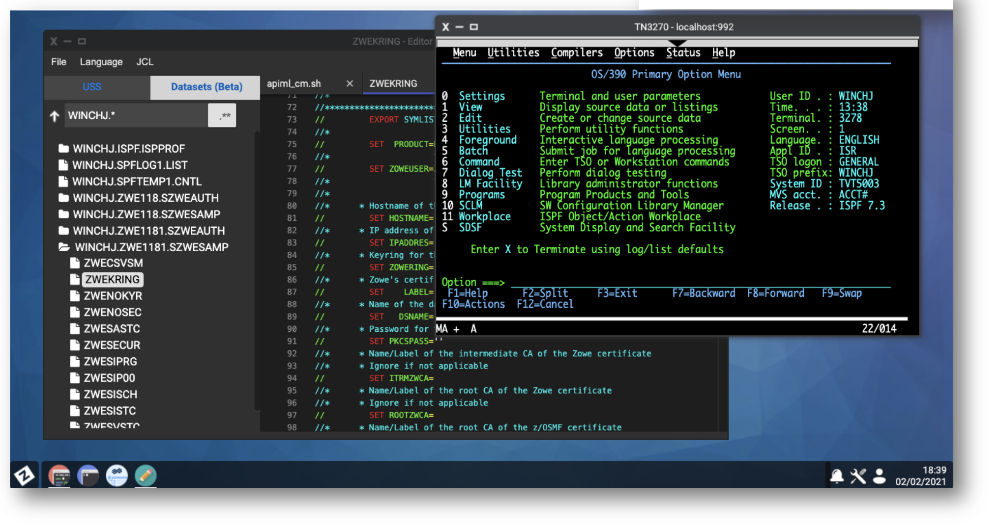 ZWEKRING - Editor
File Language JCL
USS Datasets (Beta)
WINCHJ.* .**
WINCHJ.ISPF.ISPPROF
WINCHJ.SPFLOG1.LIST
WINCHJ.SPFTEMP1.CNTL
WINCHJ.ZWE118.SZWEAUTH
WINCHJ.ZWE118.SZWESAMP
WINCHJ.ZWE1181.SZWEAUTH
WINCHJ.ZWE1181.SZWESAMP
ZWECSVSM
ZWEKRING
ZWENOKYR
ZWENOSEC
ZWESASTC
ZWESECUR
ZWESIPRG
ZWESIP00
ZWESISCH
ZWESISTC
ZWESVSTC
apiml_cm.sh × ZWEKRING
71 //*
72 //***********************
73 // EXPORT SYMLIS
74 //*
75 // SET PRODUCT=
76 //*
77 // SET ZOWEUSER=
78 //*
79 //*
80 //* * Hostname of t
81 // SET HOSTNAME=
82 //* * IP address of
83 // SET IPADDRES=
84 //* * Keyring for t
85 // SET ZOWERING=
86 //* * Zowe's certif
87 // SET LABEL=
88 //* * Name of the d
89 // SET DSNAME=
90 //* * Password for
91 // SET PKCSPASS=''
92 //* * Name/Label of the intermediate CA of the Zowe certificate
93 //* * Ignore if not applicable
94 // SET ITRMZWCA=
95 //* * Name/Label of the root CA of the Zowe certificate
96 //* * Ignore if not applicable
97 // SET ROOTZWCA=
98 //* * Name/Label of the root CA of the z/OSMF certificate
TN3270 - localhost:992
Menu Utilities Compilers Options Status Help
OS/390 Primary Option Menu
0 Settings Terminal and user parameters User ID . : WINCHJ
1 View Display source data or listings Time. . . : 13:38
2 Edit Create or change source data Terminal. : 3278
3 Utilities Perform utility functions Screen. . : 1
4 Foreground Interactive language processing Language. : ENGLISH
5 Batch Submit job for language processing Appl ID . : ISR
6 Command Enter TSO or Workstation commands TSO logon : GENERAL
7 Dialog Test Perform dialog testing TSO prefix: WINCHJ
8 LM Facility Library administrator functions System ID : TVT5003
9 Programs Program Products and Tools MVS acct. : ACCT#
10 SCLM SW Configuration Library Manager Release . : ISPF 7.3
11 Workplace ISPF Object/Action Workplace
S SDSF System Display and Search Facility
Enter X to Terminate using log/list defaults
Option ===>
F1=Help F2=Split F3=Exit F7=Backward F8=Forward F9=Swap
F10=Actions F12=Cancel
MA + A 22/014
18:39
02/02/2021